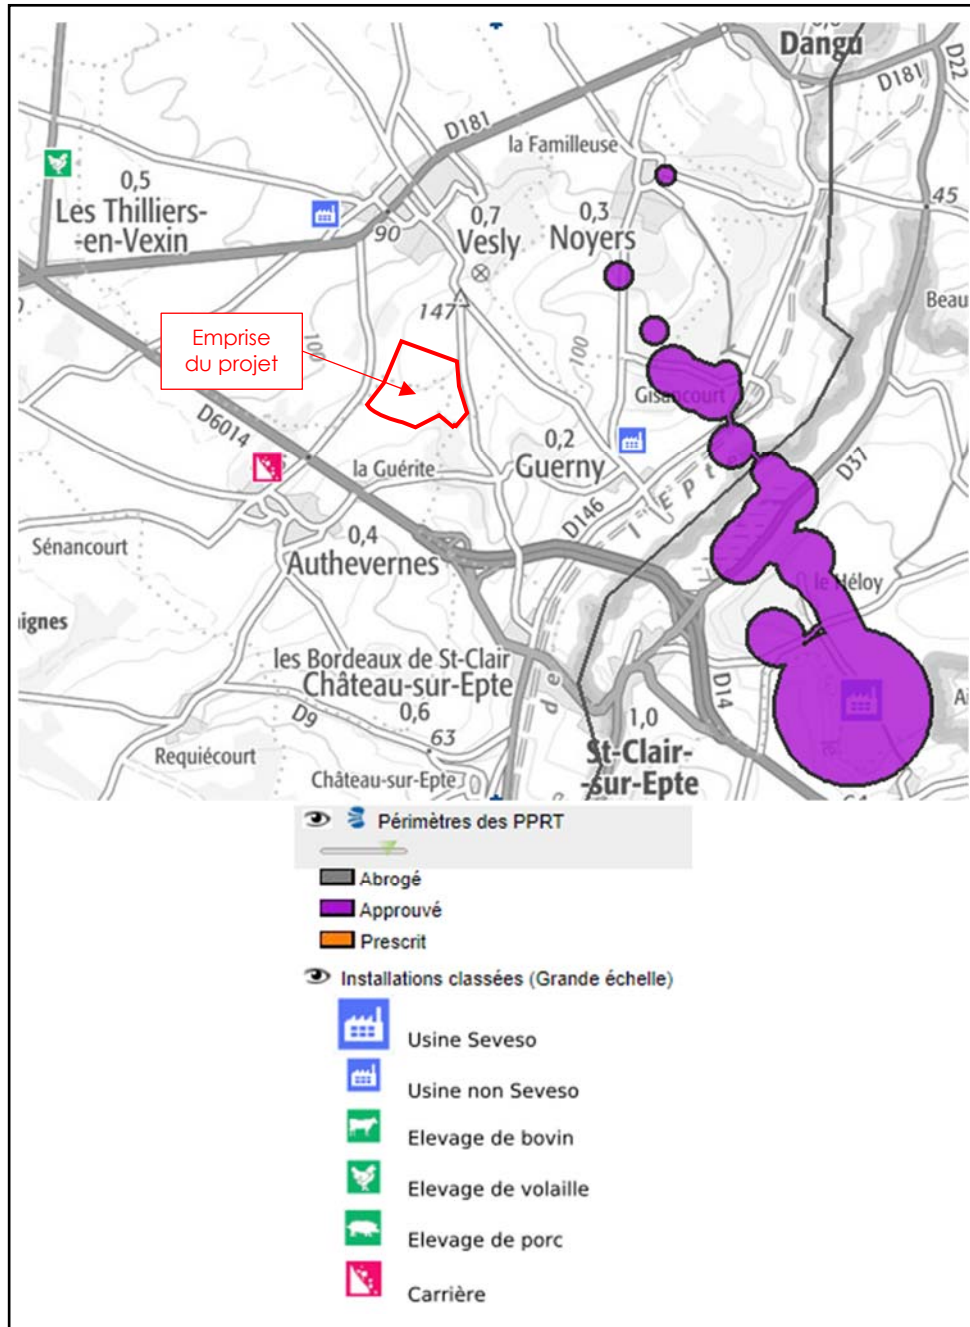 Dangu
D22
D181
D181
la Familleuse
0,5
Les Thilliers-
-en-Vexin
90
0,7
Vesly
0,3
Noyers
45
Beau
147
Emprise
du projet
100
100
Gisancourt
D6014
la Guérite
0,2
Guerny
D37
D146
l'Epte
Sénancourt
0,4
Authevernes
le Héloy
aignes
les Bordeaux de St-Clair
Château-sur-Epte
0,6
de
D14
D9
63
1,0
St-Clair-
-sur-Epte
Requiécourt
Château-sur-Epte
Périmètres des PPRT
Abrogé
Approuvé
Prescrit
Installations classées (Grande échelle)
Usine Seveso
Usine non Seveso
Elevage de bovin
Elevage de volaille
Elevage de porc
Carrière